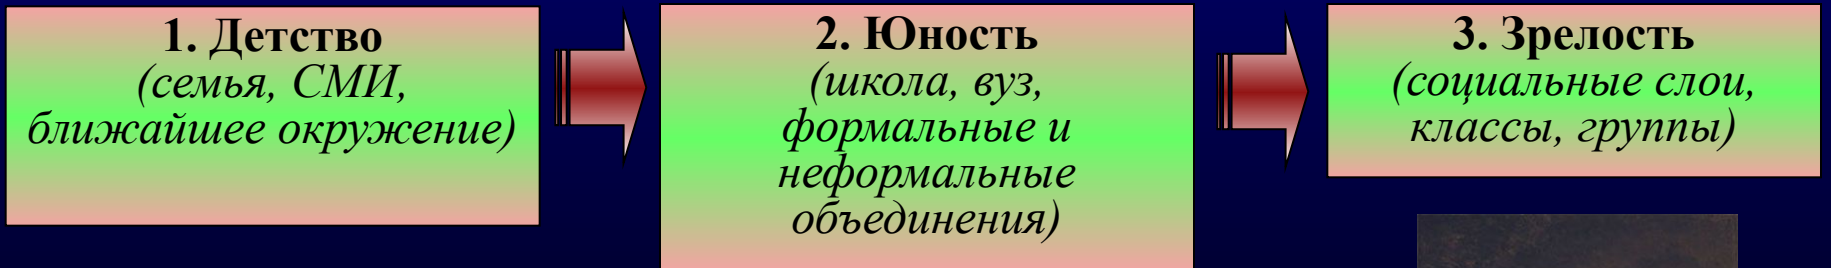 1. Детство
(семья, СМИ,
ближайшее окружение)
2. Юность
(школа, вуз,
формальные и
неформальные
объединения)
3. Зрелость
(социальные слои,
классы, группы)